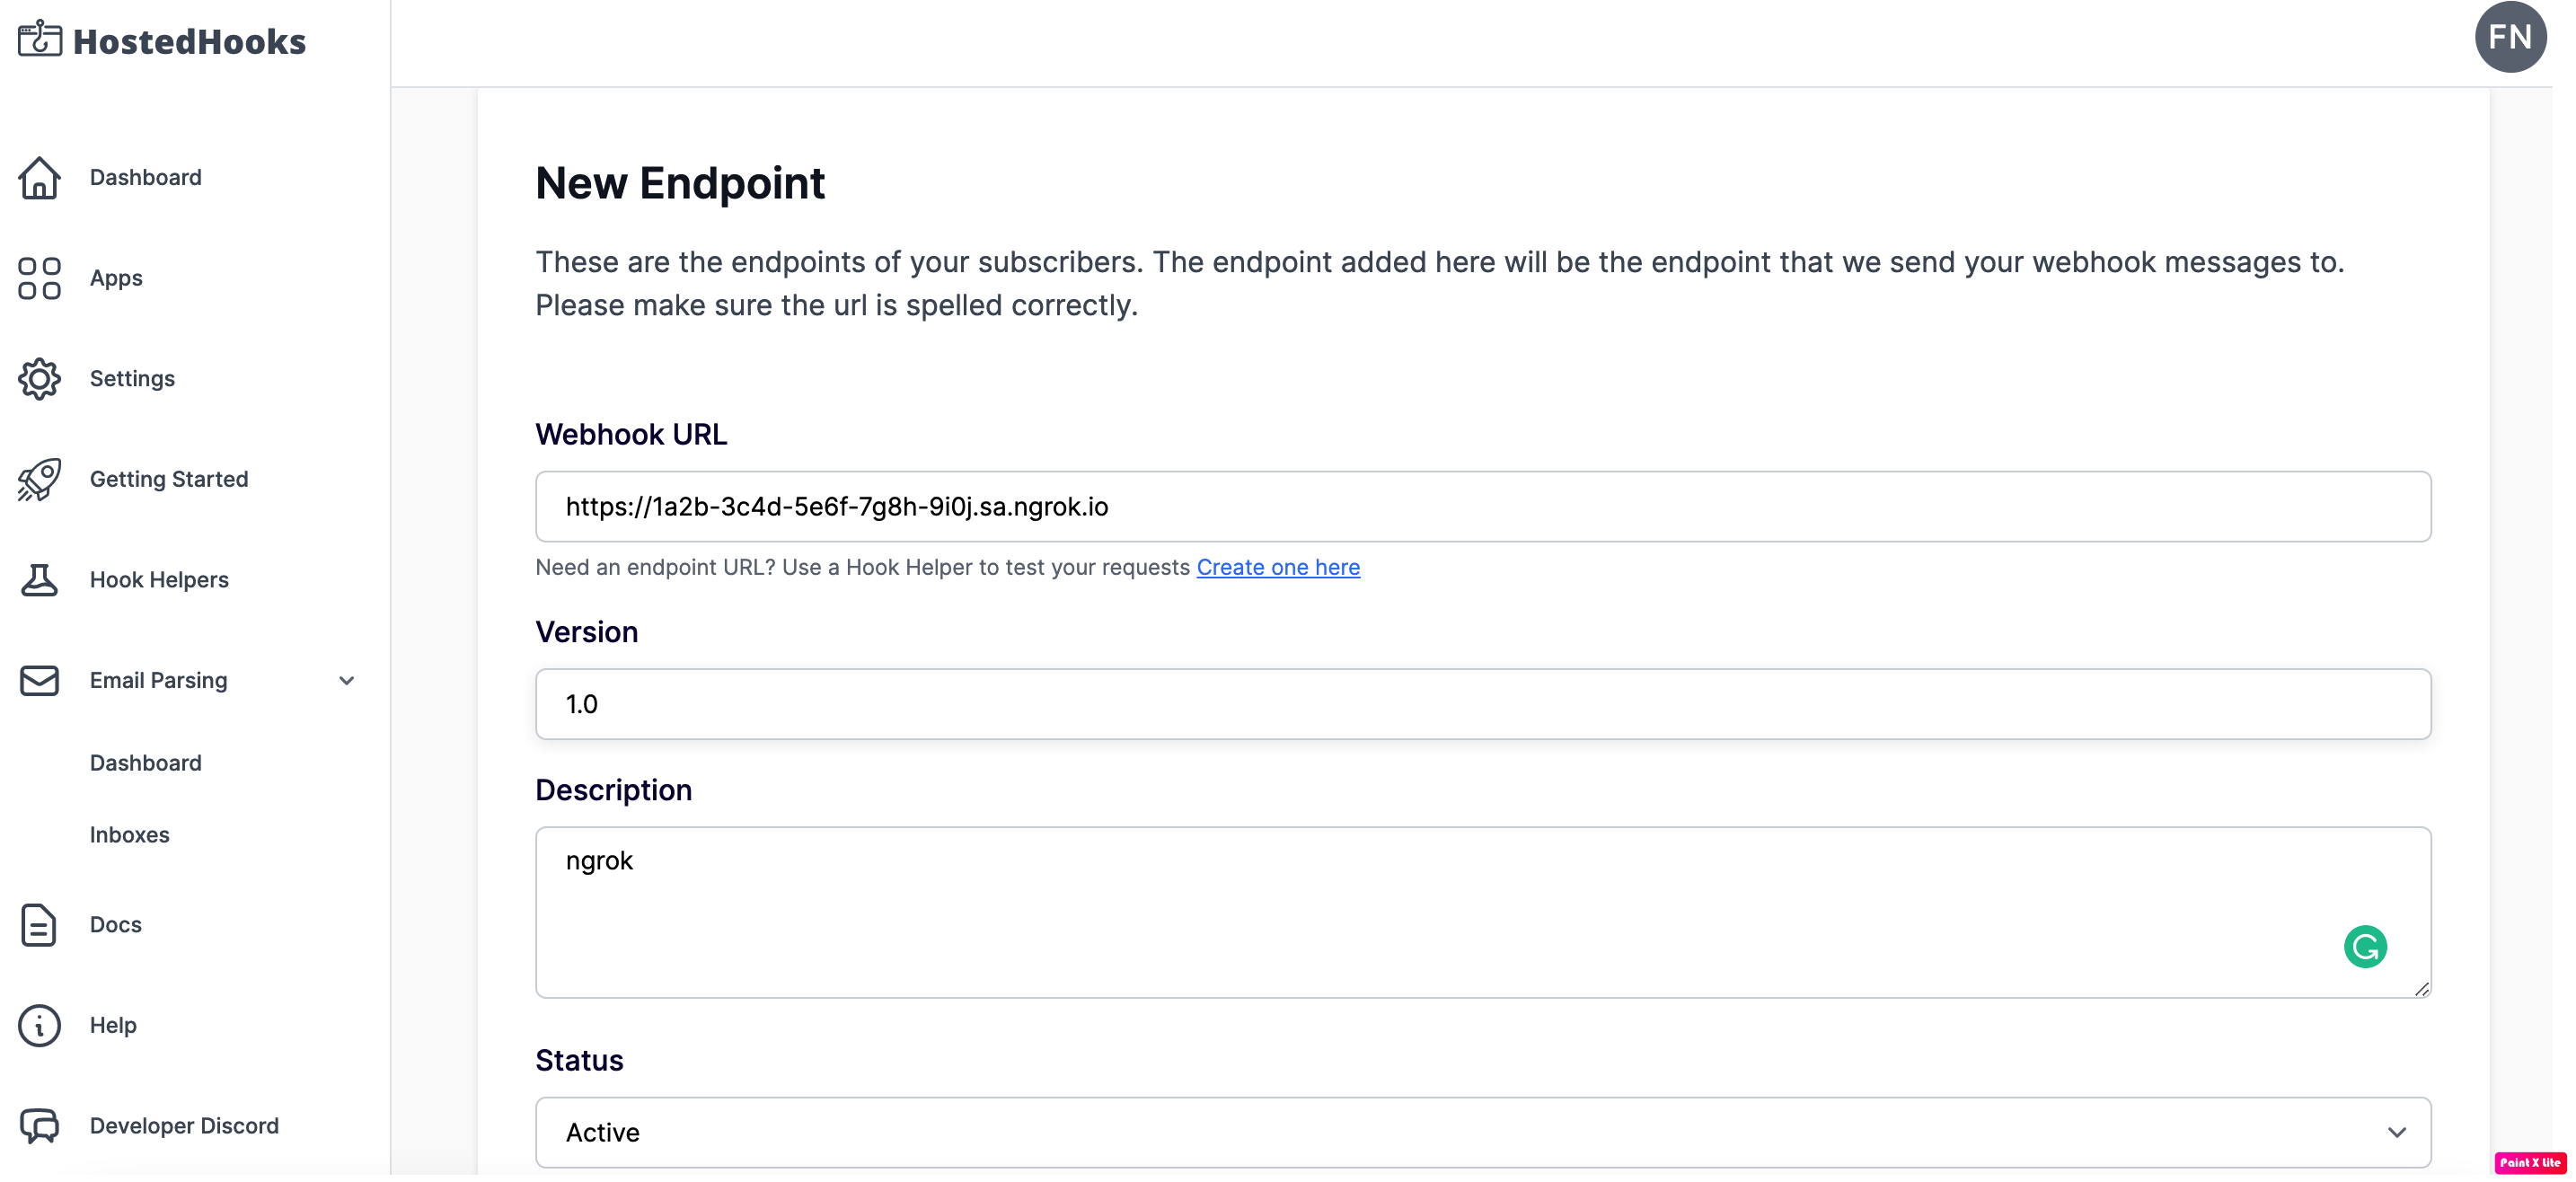 HostedHooks
FN
Dashboard
Apps
Settings
Getting Started
Hook Helpers
Email Parsing
Dashboard
Inboxes
Docs
Help
Developer Discord
New Endpoint
These are the endpoints of your subscribers. The endpoint added here will be the endpoint that we send your webhook messages to.
Please make sure the url is spelled correctly.
Webhook URL
https://1a2b-3c4d-5e6f-7g8h-9i0j.sa.ngrok.io
Need an endpoint URL? Use a Hook Helper to test your requests Create one here
Version
1.0
Description
ngrok
Status
Active
Paint X Lite